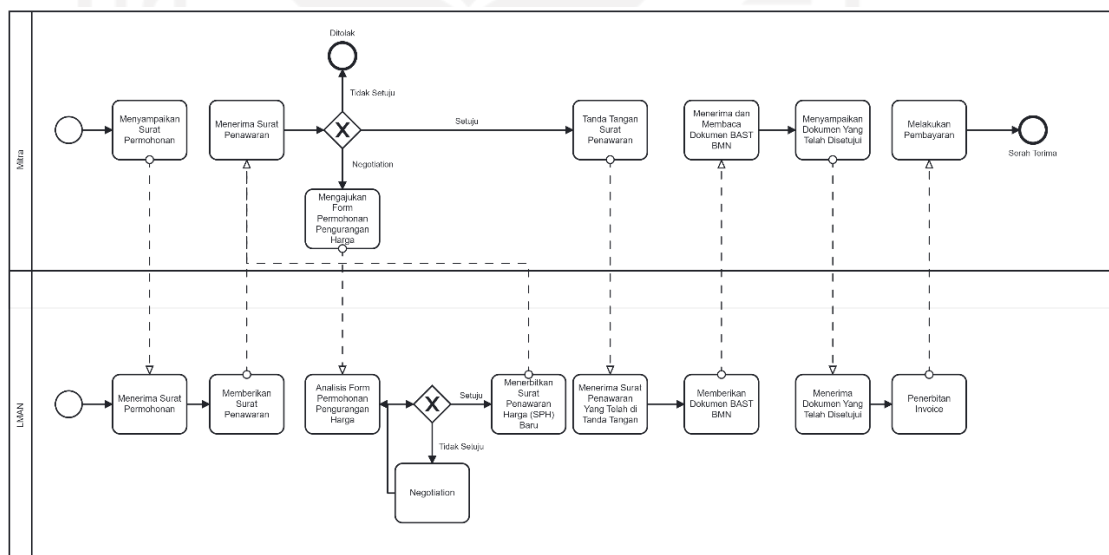 Mitra
Ditolak
Tidak Setuju
Menyampaikan
Surat
Permohonan
Menerima Surat
Penawaran
Setuju
Negotiation
Mengajukan
Form
Permohonan
Pengurangan
Harga
Tanda Tangan
Surat
Penawaran
Menerima dan
Membaca
Dokumen BAST
BMN
Menyampaikan
Dokumen Yang
Telah Disetujui
Melakukan
Pembayaran
Serah Terima
LMAN
Menerima Surat
Permohonan
Memberikan
Surat
Penawaran
Analisis Form
Permohonan
Pengurangan
Harga
Setuju
Tidak Setuju
Negotiation
Menerbitkan
Surat
Penawaran
Harga (SPH)
Baru
Menerima Surat
Penawaran
Yang Telah di
Tanda Tangan
Memberikan
Dokumen BAST
BMN
Menerima
Dokumen Yang
Telah Disetujui
Penerbitan
Invoice